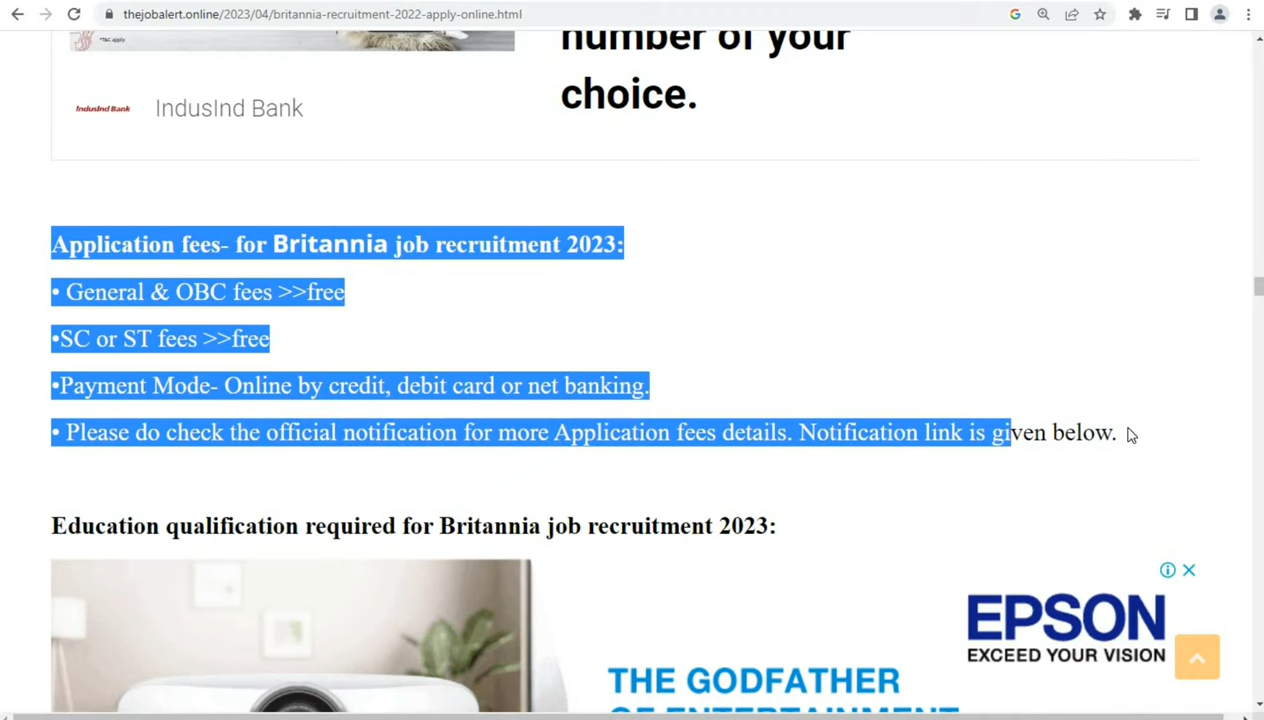 thejobalert.online/2023/04/britannia-recruitment-2022-apply-online.html
*T&C apply
number of your
choice.
IndusInd Bank
IndusInd Bank
Application fees- for Britannia job recruitment 2023:
• General & OBC fees >>free
•SC or ST fees >>free
•Payment Mode- Online by credit, debit card or net banking.
• Please do check the official notification for more Application fees details. Notification link is given below.
Education qualification required for Britannia job recruitment 2023:
EPSON
EXCEED YOUR VISION
THE GODFATHER
OF ENTERTAINMENT